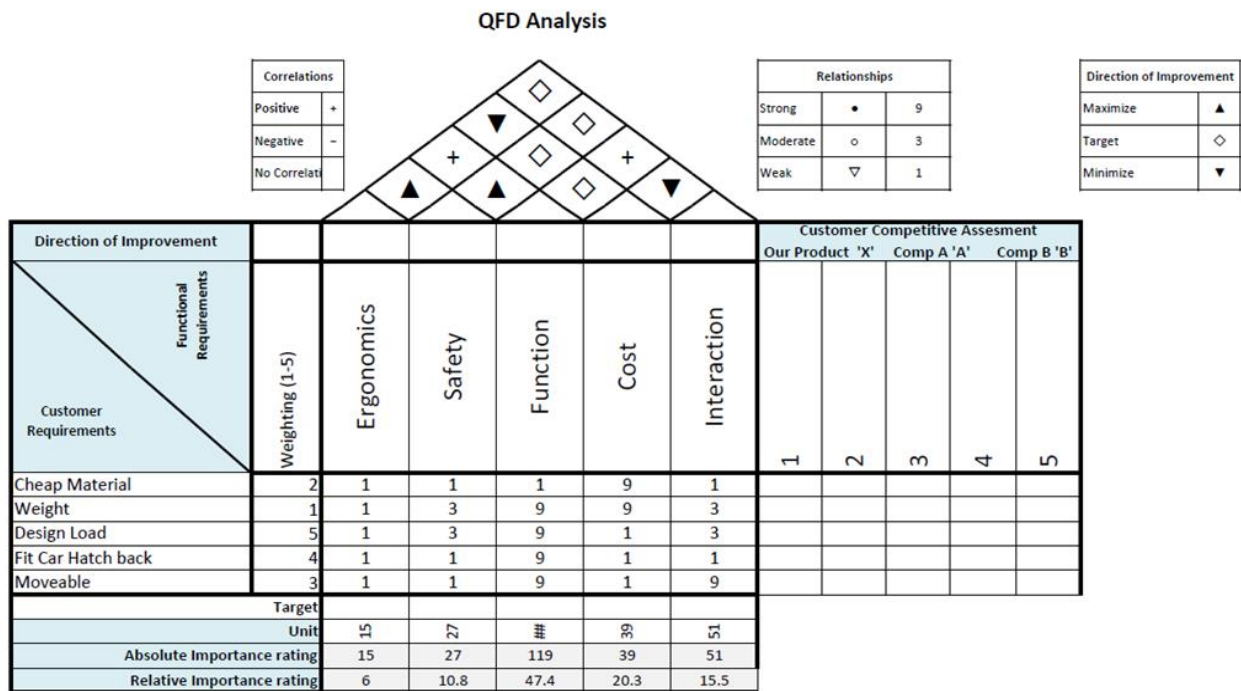 QFD Analysis
Correlations
Positive +
Negative −
No Correlati
Relationships
Strong ● 9
Moderate ○ 3
Weak ▽ 1
Direction of Improvement
Maximize ▲
Target ◇
Minimize ▼
◇
▼ ◇
+ ◇ +
▲ ▲ ◇ ▼
Direction of Improvement
Customer Competitive Assesment
Our Product 'X' Comp A 'A' Comp B 'B'
Functional
Requirements
Customer
Requirements
Weighting (1-5)
Ergonomics
Safety
Function
Cost
Interaction
1 2 3 4 5
Cheap Material 2 1 1 1 9 1
Weight 1 1 3 9 9 3
Design Load 5 1 3 9 1 3
Fit Car Hatch back 4 1 1 9 1 1
Moveable 3 1 1 9 1 9
Target
Unit 15 27 ## 39 51
Absolute Importance rating 15 27 119 39 51
Relative Importance rating 6 10.8 47.4 20.3 15.5